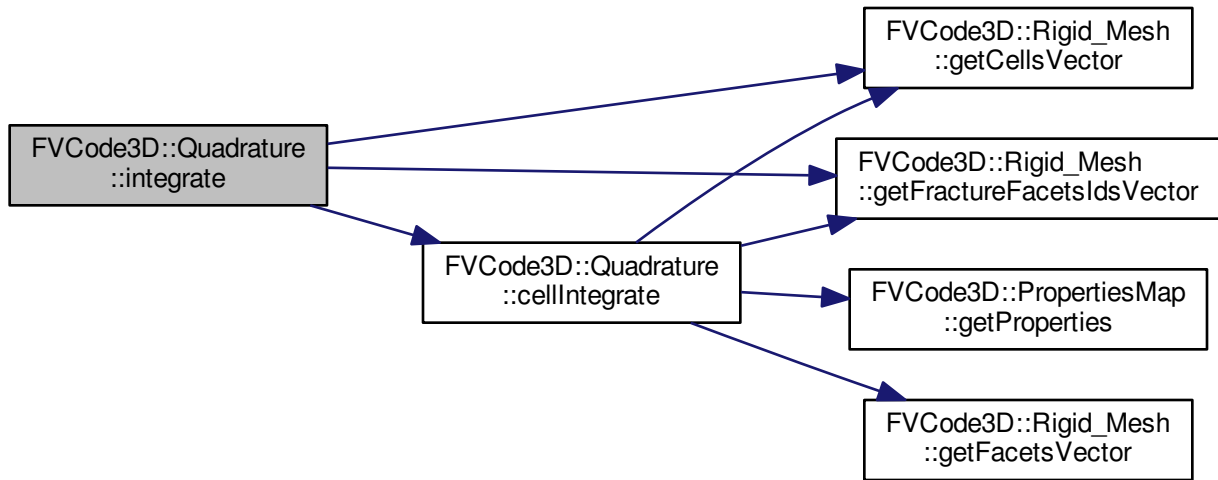 FVCode3D::Quadrature
::integrate
FVCode3D::Quadrature
::cellIntegrate
FVCode3D::Rigid_Mesh
::getCellsVector
FVCode3D::Rigid_Mesh
::getFractureFacetsIdsVector
FVCode3D::PropertiesMap
::getProperties
FVCode3D::Rigid_Mesh
::getFacetsVector